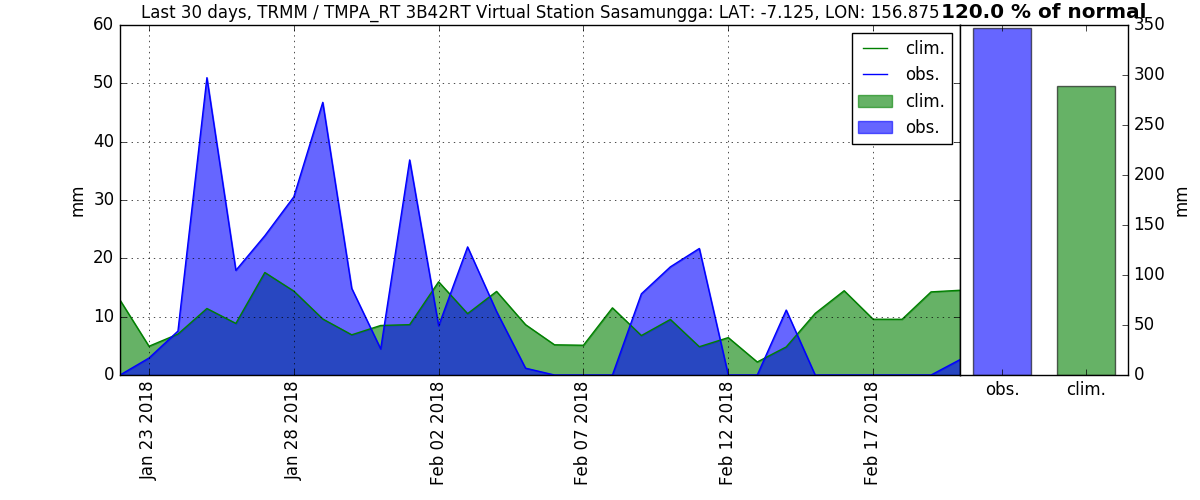 Last 30 days, TRMM / TMPA_RT 3B42RT Virtual Station Sasamungga: LAT: -7.125, LON: 156.875
120.0 % of normal
60
50
40
30
20
10
0
mm
clim.
obs.
clim.
obs.
350
300
250
200
150
100
50
0
mm
obs.
clim.
Jan 23 2018
Jan 28 2018
Feb 02 2018
Feb 07 2018
Feb 12 2018
Feb 17 2018